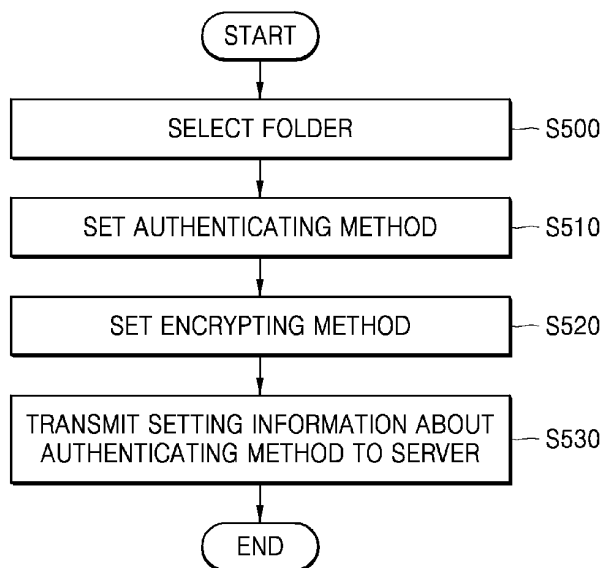 START
SELECT FOLDER
S500
SET AUTHENTICATING METHOD
S510
SET ENCRYPTING METHOD
S520
TRANSMIT SETTING INFORMATION ABOUT
AUTHENTICATING METHOD TO SERVER
S530
END